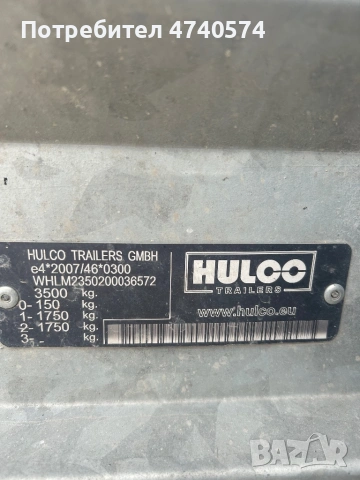 Потребител 4740574
HULCO TRAILERS GMBH
e4*2007/46*0300
WHLM2350200036572
3500 kg.
0- 150 kg.
1- 1750 kg.
2- 1750 kg.
3- - kg.
HULCO
TRAILERS
www.hulco.eu
BAZAR